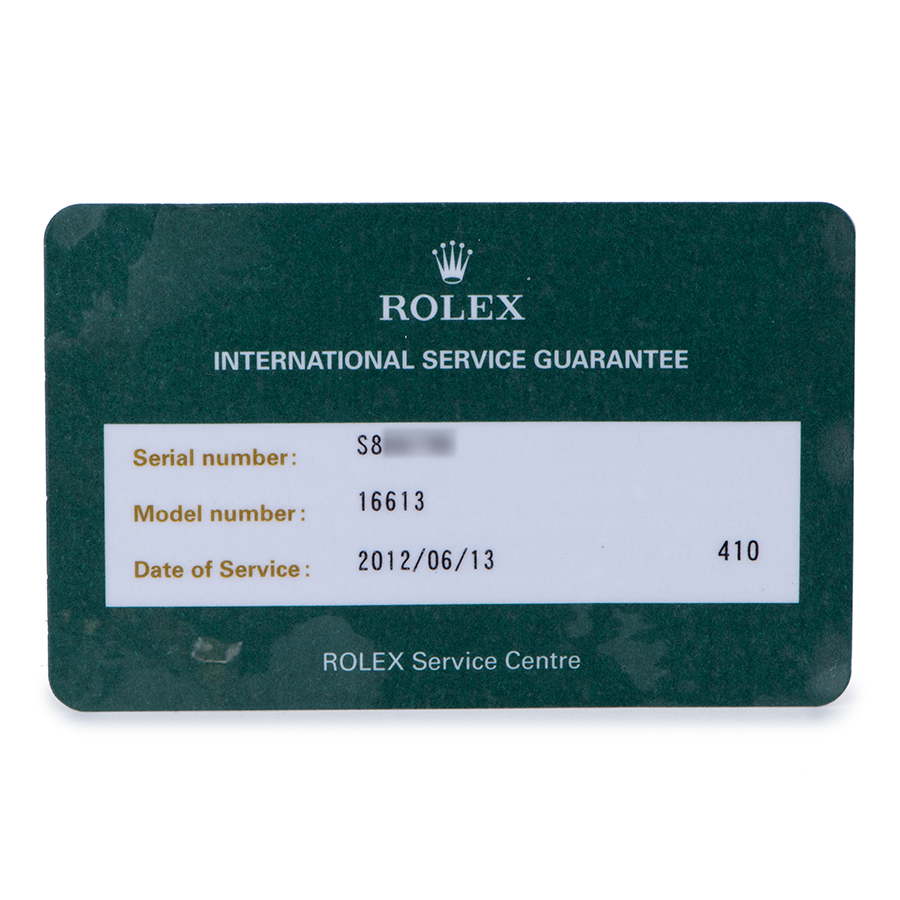 ROLEX
INTERNATIONAL SERVICE GUARANTEE
Serial number: S8
Model number: 16613
Date of Service: 2012/06/13 410
ROLEX Service Centre